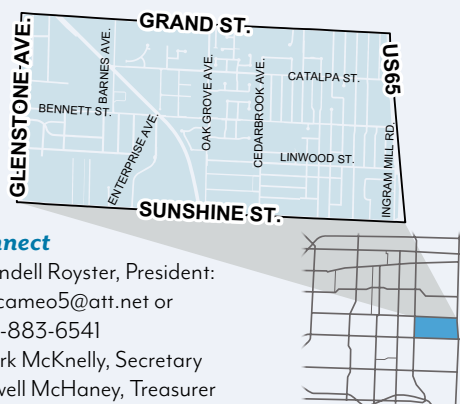 GRAND ST.
GLENSTONE AVE.
BARNES AVE.
US65
CATALPA ST.
OAK GROVE AVE.
CEDARBROOK AVE.
BENNETT ST.
ENTERPRISE AVE.
LINWOOD ST.
INGRAM MILL RD.
SUNSHINE ST.
nnect
ndell Royster, President:
cameo5@att.net or
-883-6541
rk McKnelly, Secretary
well McHaney, Treasurer